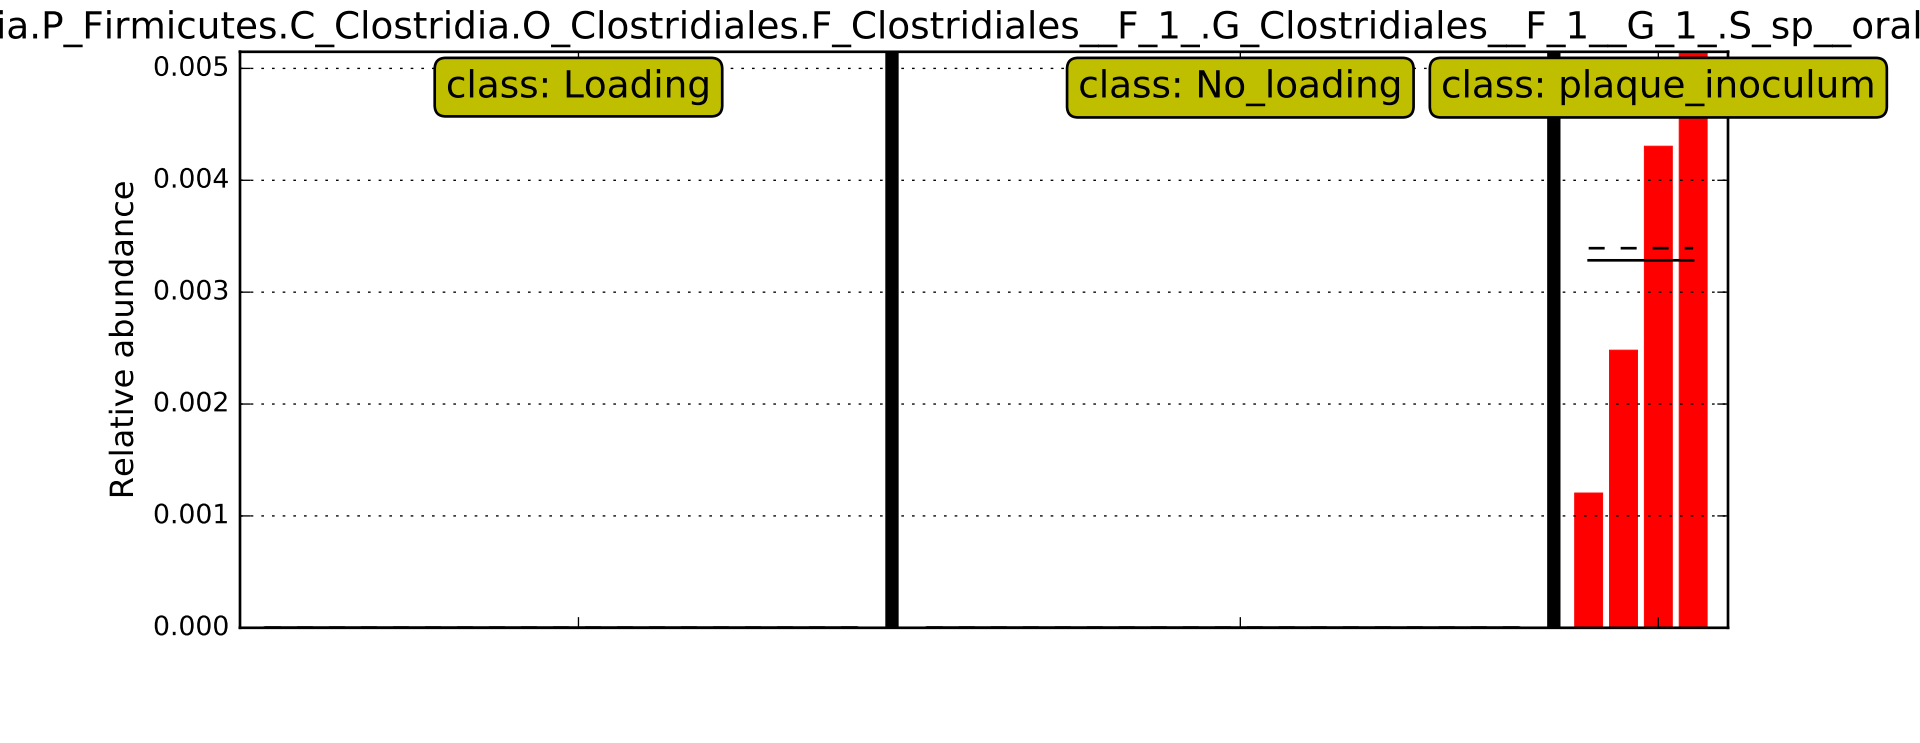 ia.P_Firmicutes.C_Clostridia.O_Clostridiales.F_Clostridiales__F_1_.G_Clostridiales__F_1__G_1_.S_sp__oral
0.005
class: Loading
class: No_loading
class: plaque_inoculum
0.004
0.003
0.002
0.001
0.000
Relative abundance